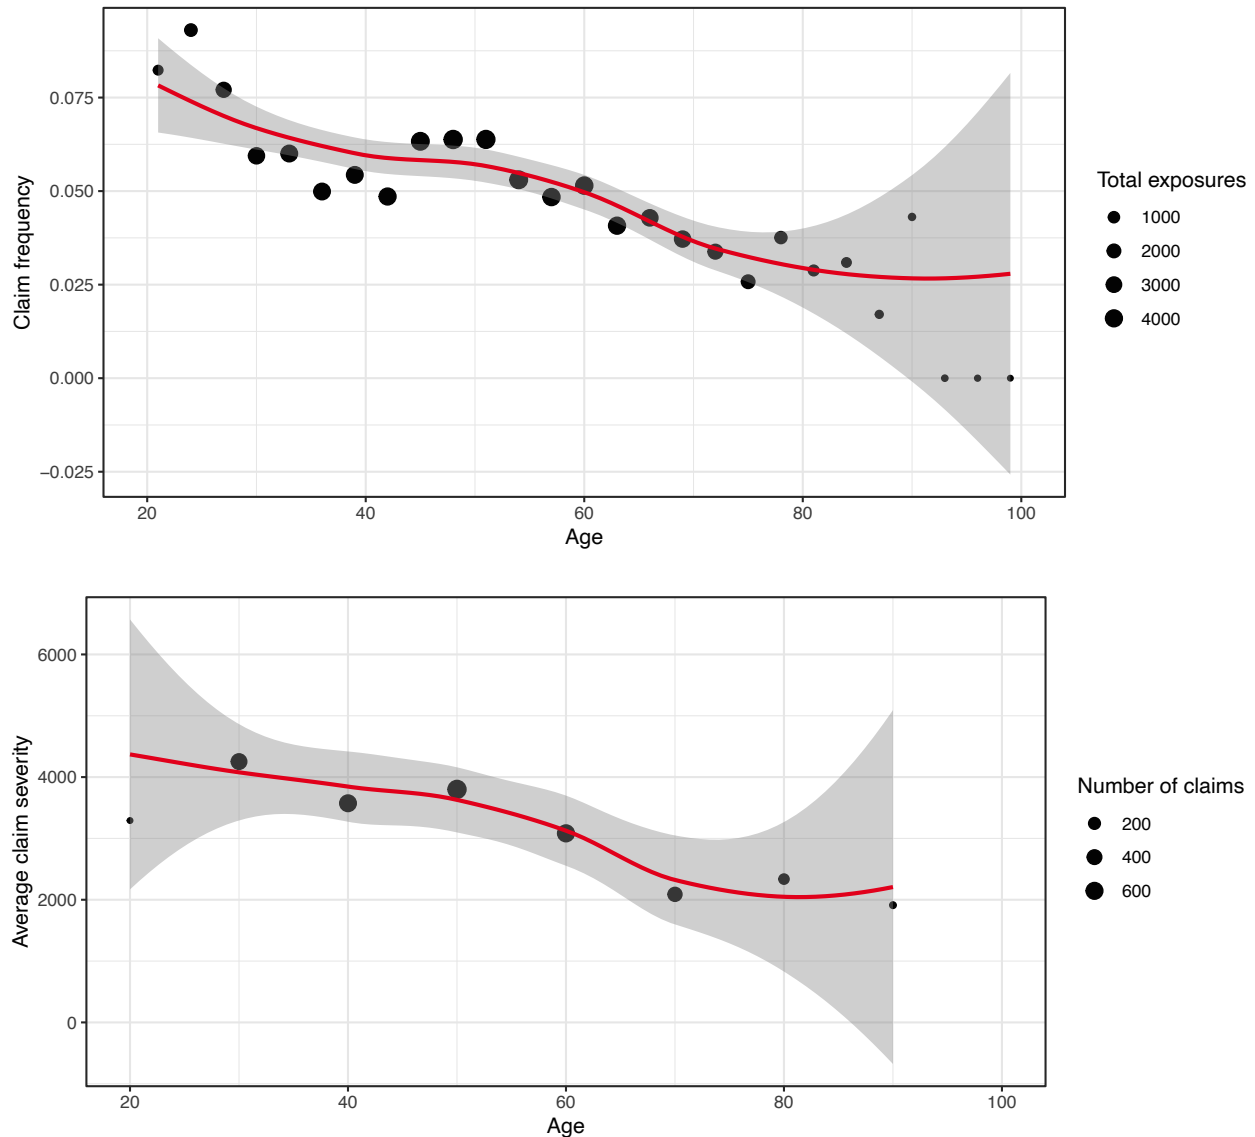 Claim frequency
0.075
0.050
0.025
0.000
−0.025
20 40 60 80 100
Age
Total exposures
1000
2000
3000
4000
Average claim severity
6000
4000
2000
0
20 40 60 80 100
Age
Number of claims
200
400
600